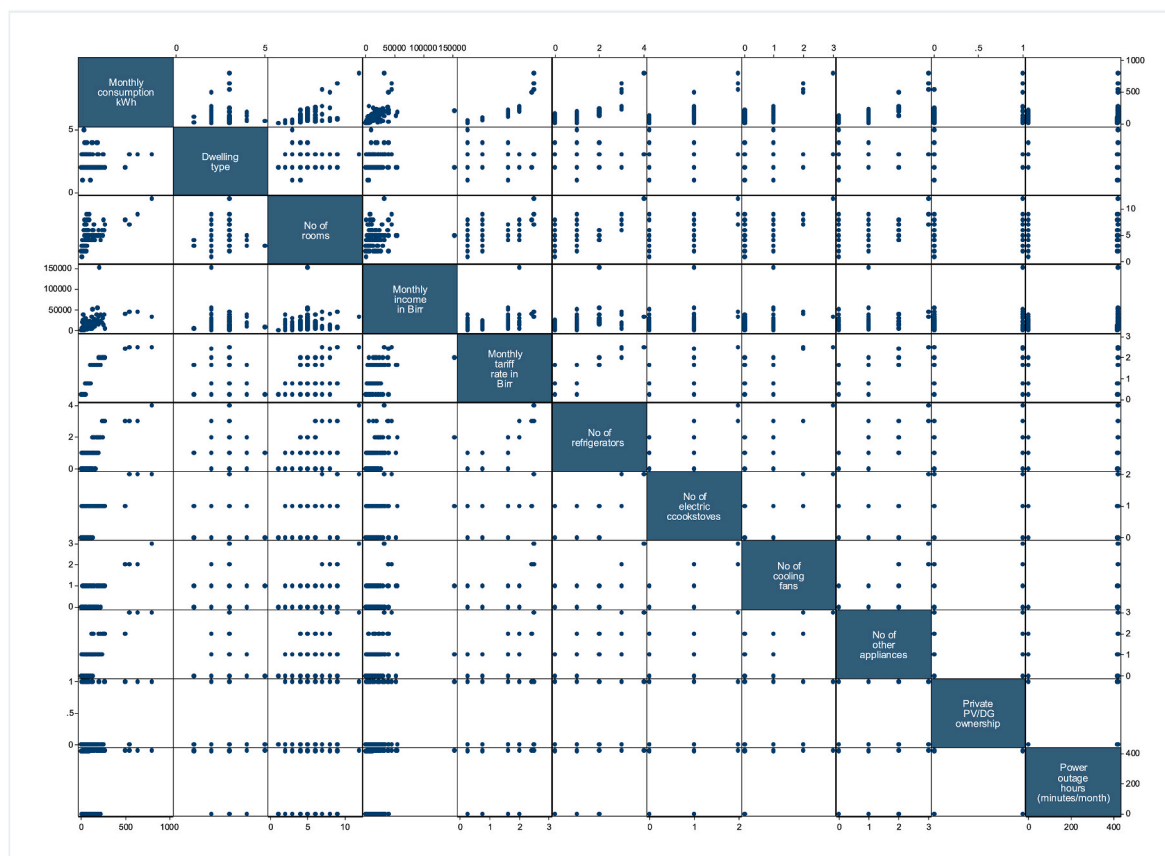 0 5 0 50000 100000 150000 0 2 4 0 1 2 3 0 .5 1
Monthly
consumption
kWh
1000
500
0
5
0
Dwelling
type
No of
rooms
10
5
0
150000
100000
50000
0
Monthly
income
in Birr
Monthly
tariff
rate in
Birr
3
2
1
0
4
2
0
No of
refrigerators
No of
electric
ccookstoves
2
1
0
3
2
1
0
No of
cooling
fans
No of
other
appliances
3
2
1
0
1
.5
0
Private
PV/DG
ownership
Power
outage
hours
(minutes/month)
400
200
0
0 500 1000 0 5 10 0 1 2 3 0 1 2 0 1 2 3 0 200 400